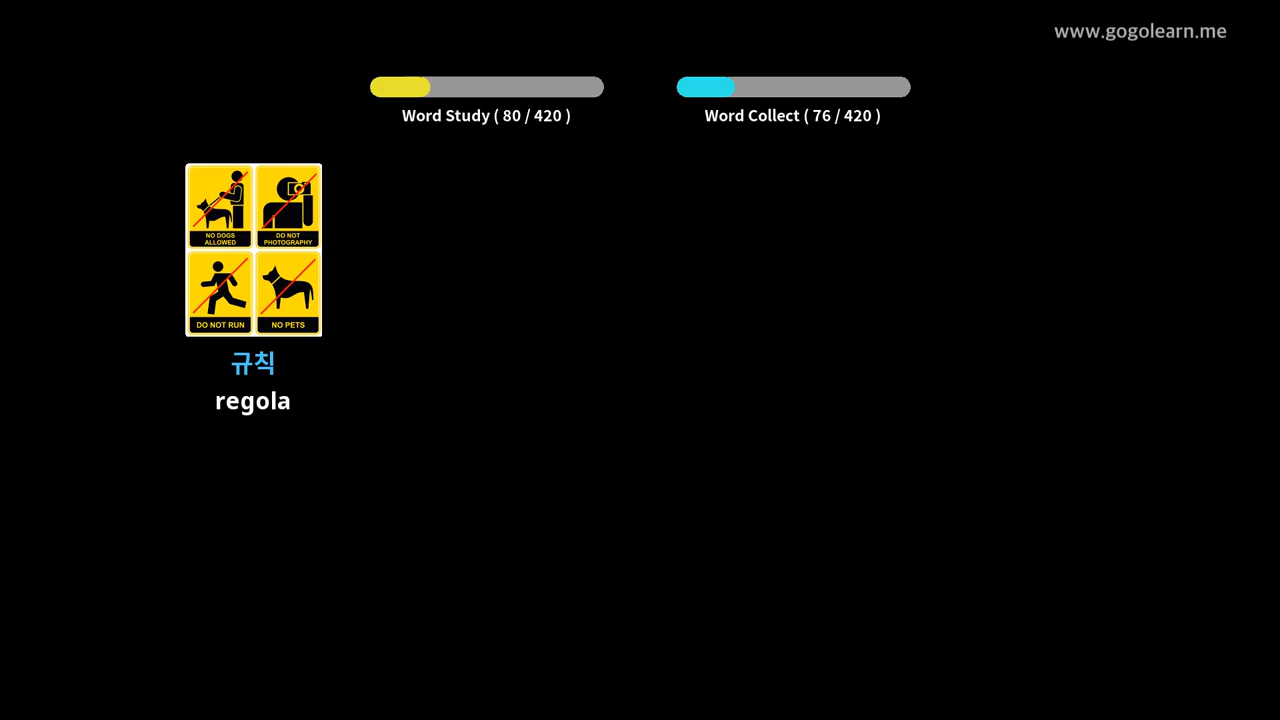 www.gogolearn.me
Word Study ( 80 / 420 )
Word Collect ( 76 / 420 )
NO DOGS
ALLOWED
DO NOT
PHOTOGRAPHY
DO NOT RUN
NO PETS
규칙
regola